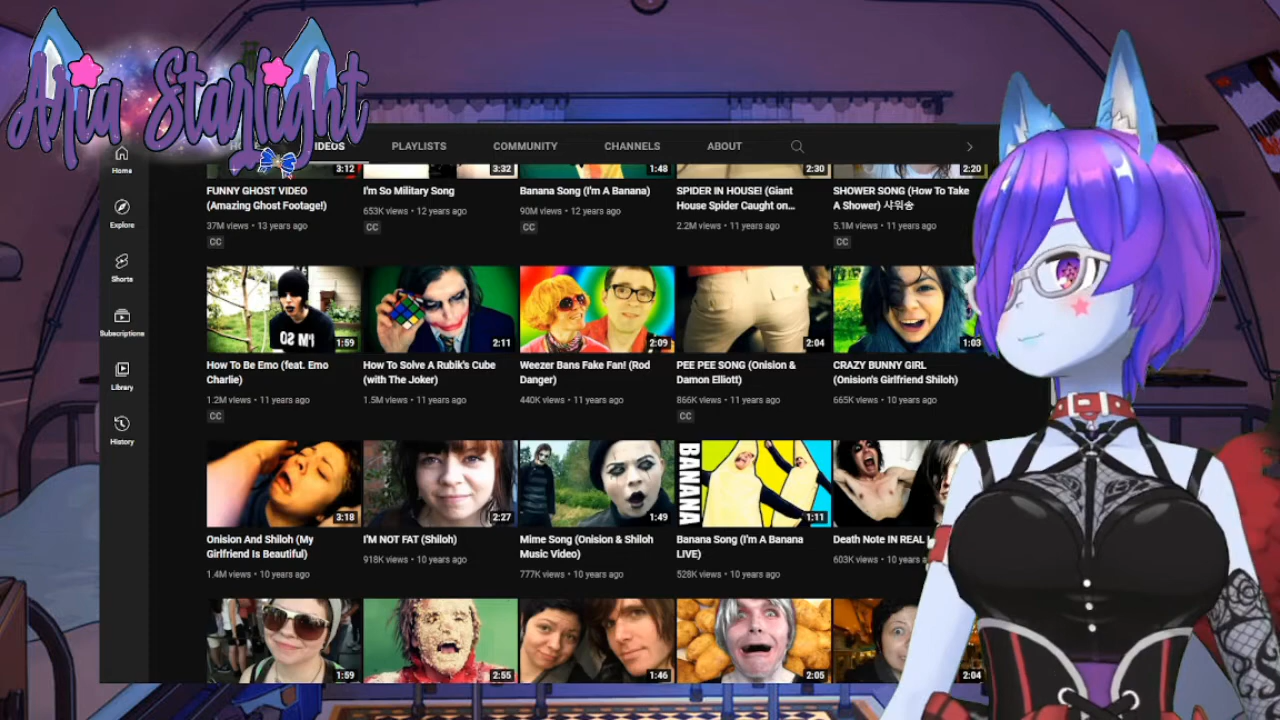 Aria Starlight
VIDEOS
PLAYLISTS
COMMUNITY
CHANNELS
ABOUT
Home
Explore
Shorts
Subscriptions
Library
History
3:12
3:32
1:48
2:30
2:20
FUNNY GHOST VIDEO
(Amazing Ghost Footage!)
37M views • 13 years ago
CC
I'm So Military Song
653K views • 12 years ago
CC
Banana Song (I'm A Banana)
90M views • 12 years ago
CC
SPIDER IN HOUSE! (Giant
House Spider Caught on...
2.2M views • 11 years ago
SHOWER SONG (How To Take
A Shower) 샤워송
5.1M views • 11 years ago
CC
1:59
2:11
2:09
2:04
1:03
How To Be Emo (feat. Emo
Charlie)
1.2M views • 11 years ago
CC
How To Solve A Rubik's Cube
(with The Joker)
1.5M views • 11 years ago
Weezer Bans Fake Fan! (Rod
Danger)
440K views • 11 years ago
PEE PEE SONG (Onision &
Damon Elliott)
866K views • 11 years ago
CC
CRAZY BUNNY GIRL
(Onision's Girlfriend Shiloh)
665K views • 10 years ago
3:18
2:27
1:49
BANANA
1:11
Onision And Shiloh (My
Girlfriend Is Beautiful)
1.4M views • 10 years ago
I'M NOT FAT (Shiloh)
918K views • 10 years ago
Mime Song (Onision & Shiloh
Music Video)
777K views • 10 years ago
Banana Song (I'm A Banana
LIVE)
528K views • 10 years ago
Death Note IN REAL
603K views • 10 years
1:59
2:55
1:46
2:05
2:04